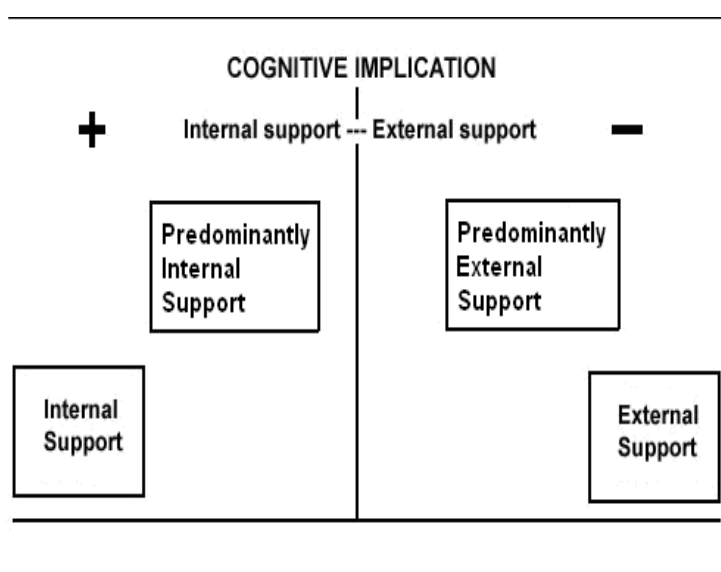 COGNITIVE IMPLICATION
+ Internal support --- External support −
Predominantly
Internal
Support
Predominantly
External
Support
Internal
Support
External
Support